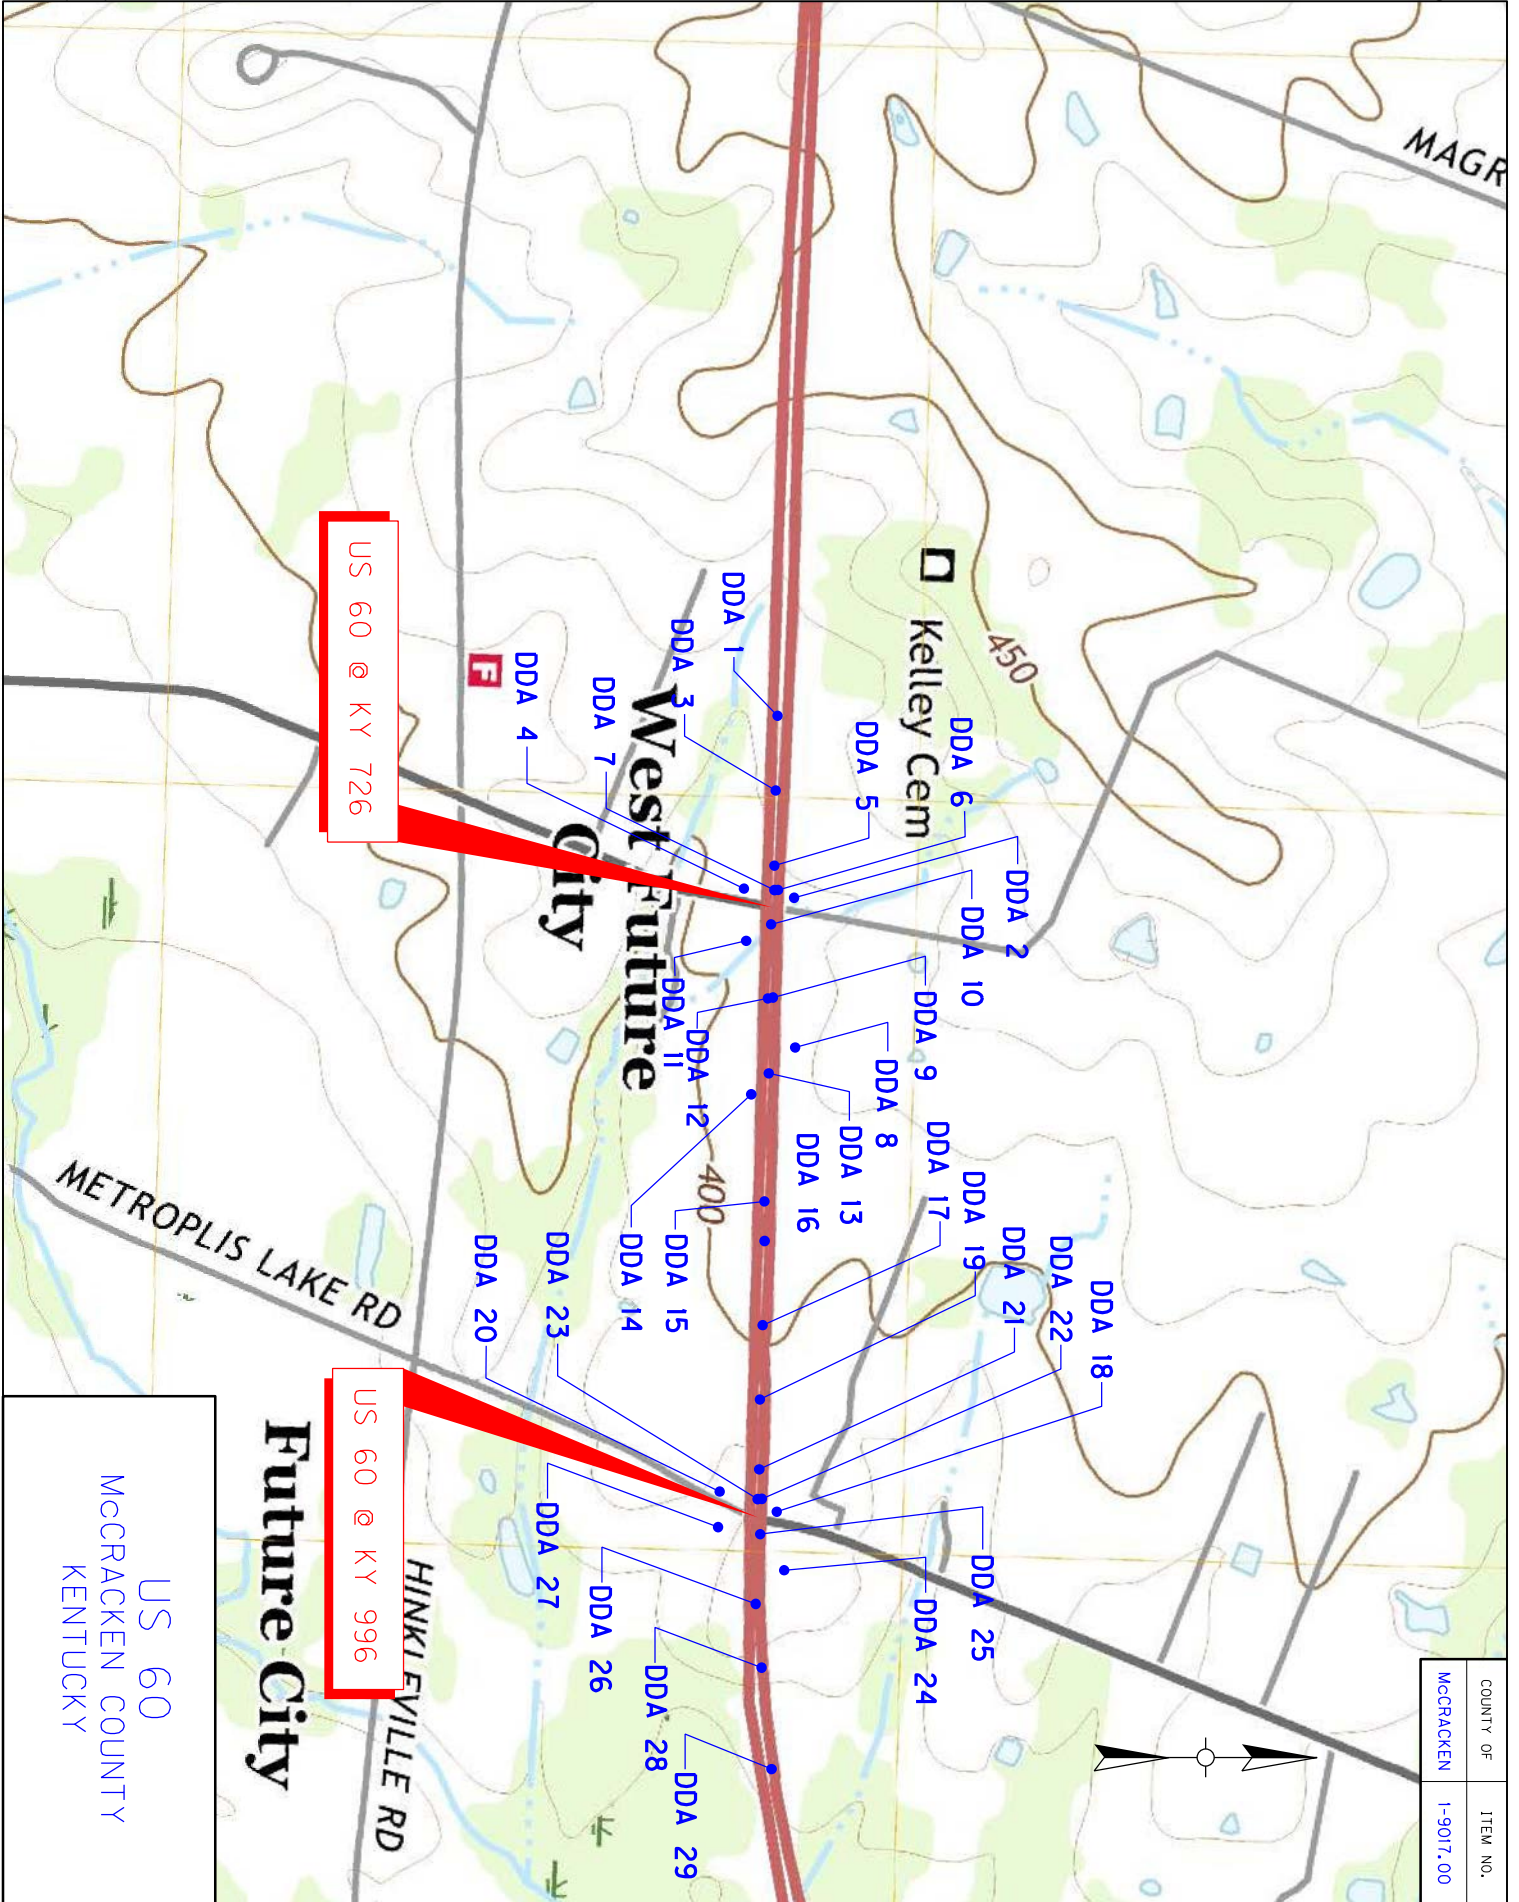 COUNTY OF
ITEM NO.
McCRACKEN
1-9017.00
MAGR
450
Kelley Cem
DDA 1
DDA 3
DDA 5
DDA 6
DDA 2
DDA 10
DDA 9
DDA 8
DDA 13
DDA 16
DDA 17
DDA 19
DDA 21
DDA 22
DDA 18
DDA 25
DDA 24
DDA 4
DDA 7
DDA 11
DDA 12
DDA 14
DDA 15
DDA 23
DDA 20
DDA 27
DDA 26
DDA 28
DDA 29
400
West Future
City
F
US 60 @ KY 726
METROPLIS LAKE RD
US 60 @ KY 996
HINKLEVILLE RD
Future City
US 60
McCRACKEN COUNTY
KENTUCKY